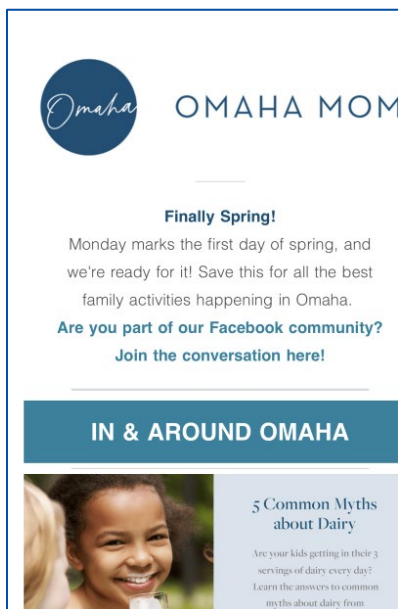 Omaha
OMAHA MOM
Finally Spring!
Monday marks the first day of spring, and
we're ready for it! Save this for all the best
family activities happening in Omaha.
Are you part of our Facebook community?
Join the conversation here!
IN & AROUND OMAHA
5 Common Myths
about Dairy
Are your kids getting in their 3
servings of dairy every day?
Learn the answers to common
myths about dairy from